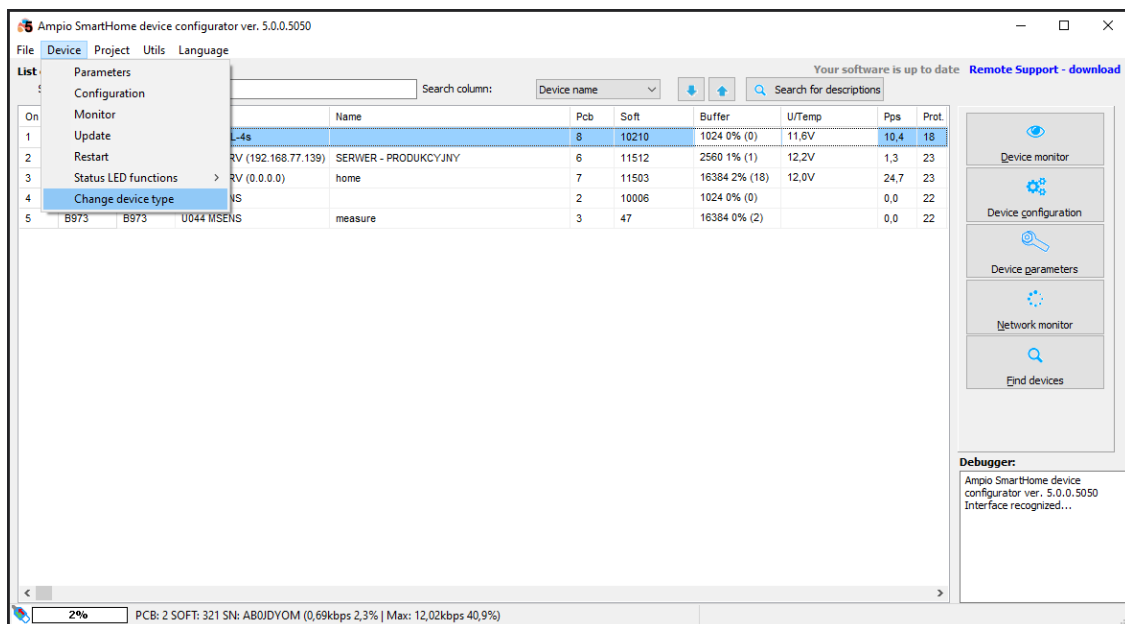 Ampio SmartHome device configurator ver. 5.0.0.5050
File Device Project Utils Language
List
Your software is up to date Remote Support - download
Search column: Device name Search for descriptions
Parameters
Configuration
Monitor
Update
Restart
Status LED functions >
Change device type
On Name Pcb Soft Buffer U/Temp Pps Prot.
1 L-4s 8 10210 1024 0% (0) 11,6V 10,4 18
2 RV (192.168.77.139) SERWER - PRODUKCYJNY 6 11512 2560 1% (1) 12,2V 1,3 23
3 RV (0.0.0.0) home 7 11503 16384 2% (18) 12,0V 24,7 23
4 NS 2 10006 1024 0% (0) 0,0 22
5 B973 B973 U044 MSENS measure 3 47 16384 0% (2) 0,0 22
Device monitor
Device configuration
Device parameters
Network monitor
Find devices
Debugger:
Ampio SmartHome device
configurator ver. 5.0.0.5050
Interface recognized...
2% PCB: 2 SOFT: 321 SN: AB0JDYOM (0,69kbps 2,3% | Max: 12,02kbps 40,9%)